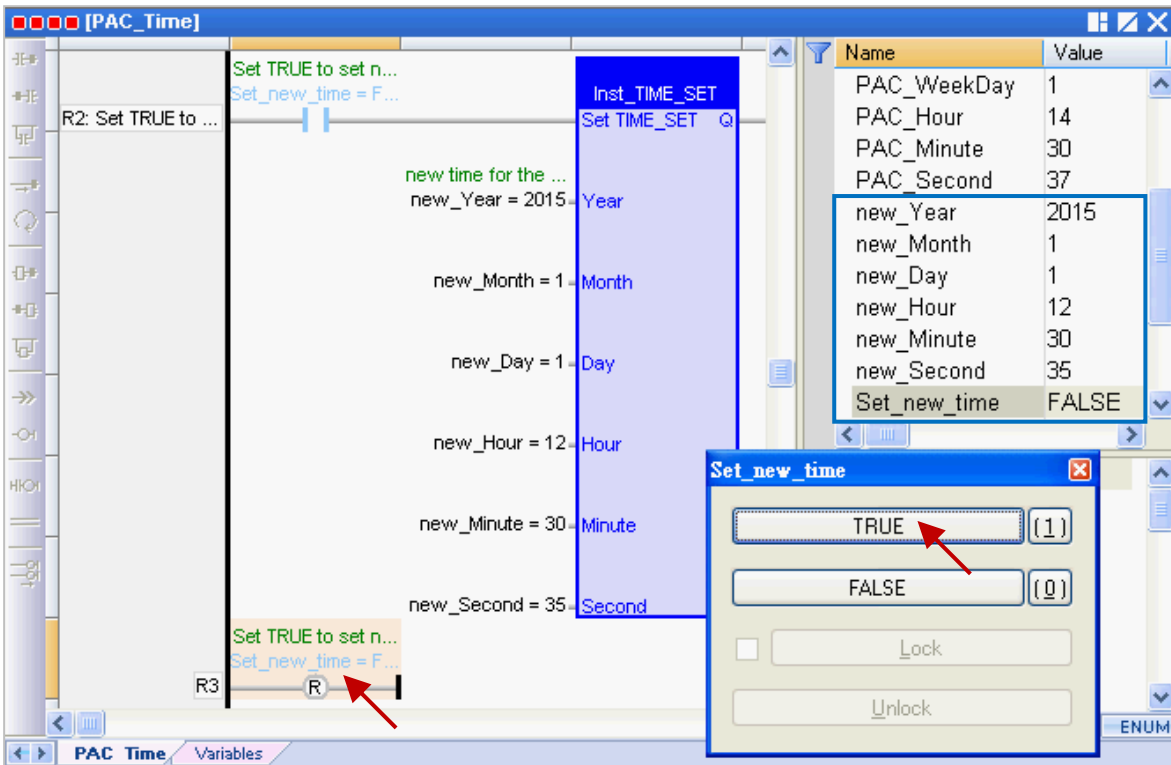 [PAC_Time]
Set TRUE to set n...
Set_new_time = F...
R2: Set TRUE to ...
Inst_TIME_SET
Set TIME_SET Q
new time for the ...
new_Year = 2015 Year
new_Month = 1 Month
new_Day = 1 Day
new_Hour = 12 Hour
new_Minute = 30 Minute
new_Second = 35 Second
Set TRUE to set n...
Set_new_time = F...
R3 R
Name Value
PAC_WeekDay 1
PAC_Hour 14
PAC_Minute 30
PAC_Second 37
new_Year 2015
new_Month 1
new_Day 1
new_Hour 12
new_Minute 30
new_Second 35
Set_new_time FALSE
Set_new_time
TRUE (1)
FALSE (0)
Lock
Unlock
ENUM
PAC_Time Variables